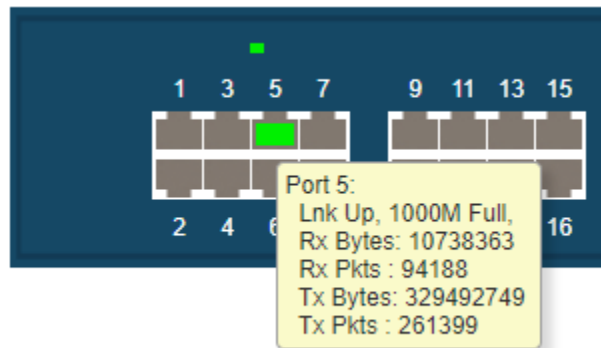 1 3 5 7 9 11 13 15
Port 5:
Lnk Up, 1000M Full,
Rx Bytes: 10738363
Rx Pkts : 94188
Tx Bytes: 329492749
Tx Pkts : 261399
2 4 6 16